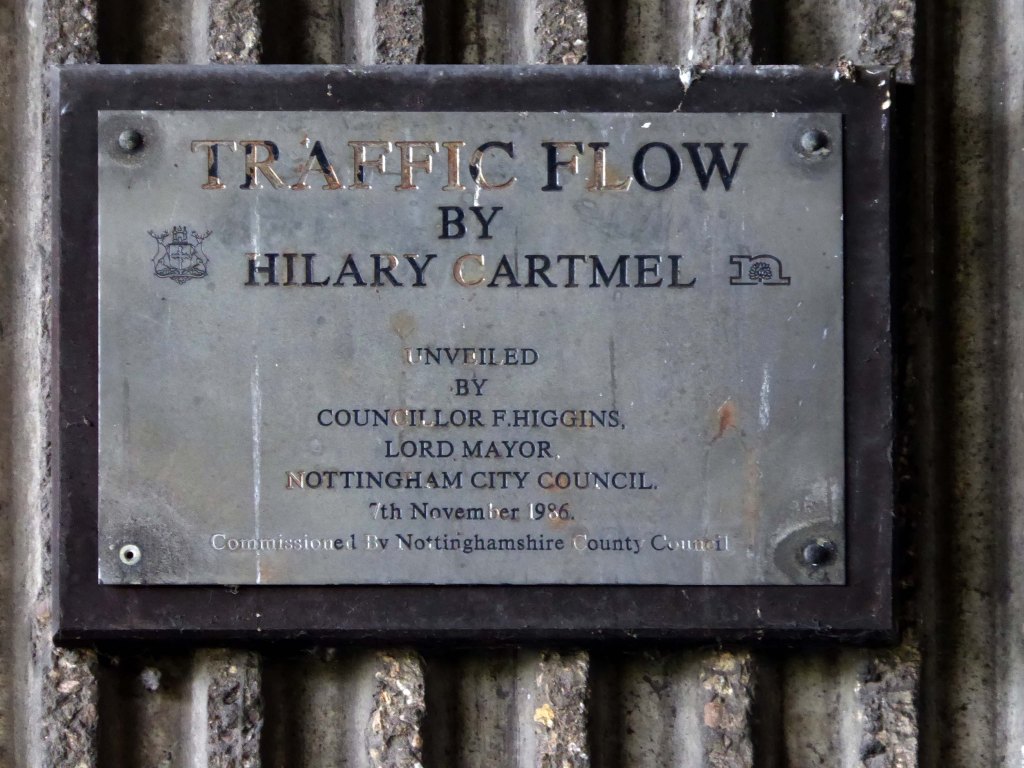 TRAFFIC FLOW
BY
HILARY CARTMEL
n
UNVEILED
BY
COUNCILLOR F.HIGGINS,
LORD MAYOR,
NOTTINGHAM CITY COUNCIL.
7th November 1986.
Commissioned By Nottinghamshire County Council